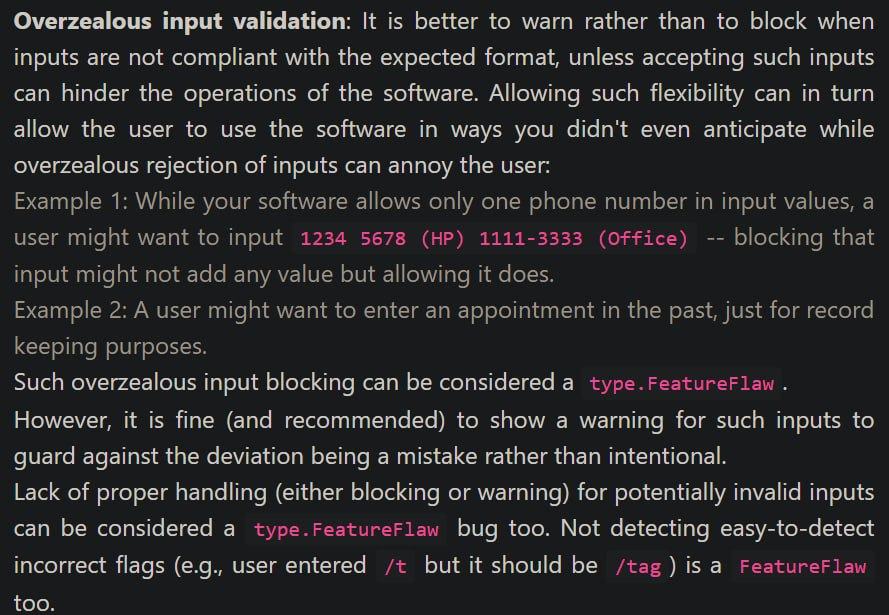 Overzealous input validation: It is better to warn rather than to block when
inputs are not compliant with the expected format, unless accepting such inputs
can hinder the operations of the software. Allowing such flexibility can in turn
allow the user to use the software in ways you didn't even anticipate while
overzealous rejection of inputs can annoy the user:
Example 1: While your software allows only one phone number in input values, a
user might want to input 1234 5678 (HP) 1111-3333 (Office) -- blocking that
input might not add any value but allowing it does.
Example 2: A user might want to enter an appointment in the past, just for record
keeping purposes.
Such overzealous input blocking can be considered a type.FeatureFlaw.
However, it is fine (and recommended) to show a warning for such inputs to
guard against the deviation being a mistake rather than intentional.
Lack of proper handling (either blocking or warning) for potentially invalid inputs
can be considered a type.FeatureFlaw bug too. Not detecting easy-to-detect
incorrect flags (e.g., user entered /t but it should be /tag) is a FeatureFlaw
too.